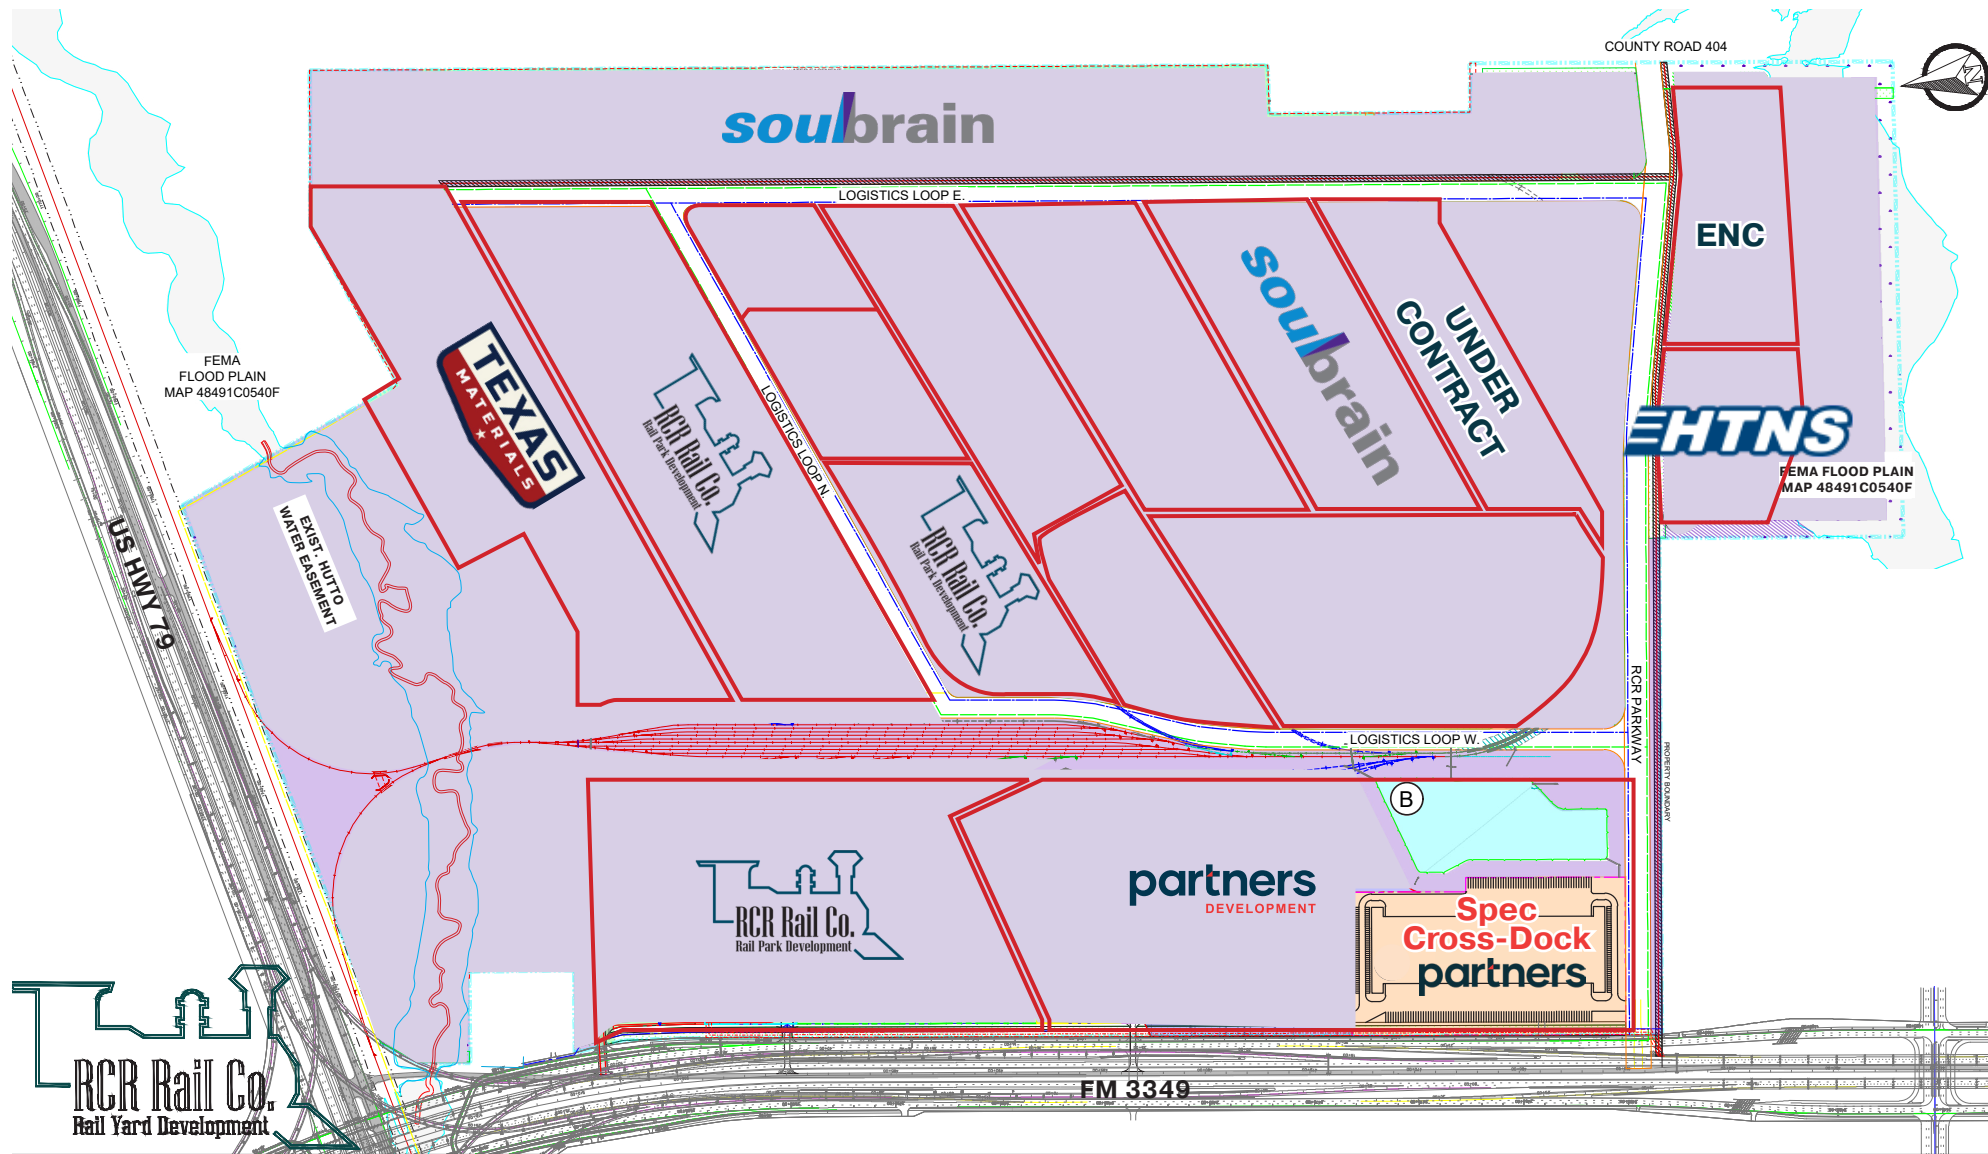 COUNTY ROAD 404
N
soulbrain
LOGISTICS LOOP E.
ENC
soulbrain
UNDER
CONTRACT
FEMA
FLOOD PLAIN
MAP 48491C0540F
TEXAS
MATERIALS
RCR Rail Co.
Rail Park Development
LOGISTICS LOOP N.
HTNS
FEMA FLOOD PLAIN
MAP 48491C0540F
RCR Rail Co.
Rail Park Development
EXIST. HUTTO
WATER EASEMENT
US HWY 79
RCR PARKWAY
LOGISTICS LOOP W.
PROPERTY BOUNDARY
B
partners
DEVELOPMENT
RCR Rail Co.
Rail Park Development
Spec
Cross-Dock
partners
RCR Rail Co.
Rail Yard Development
FM 3349